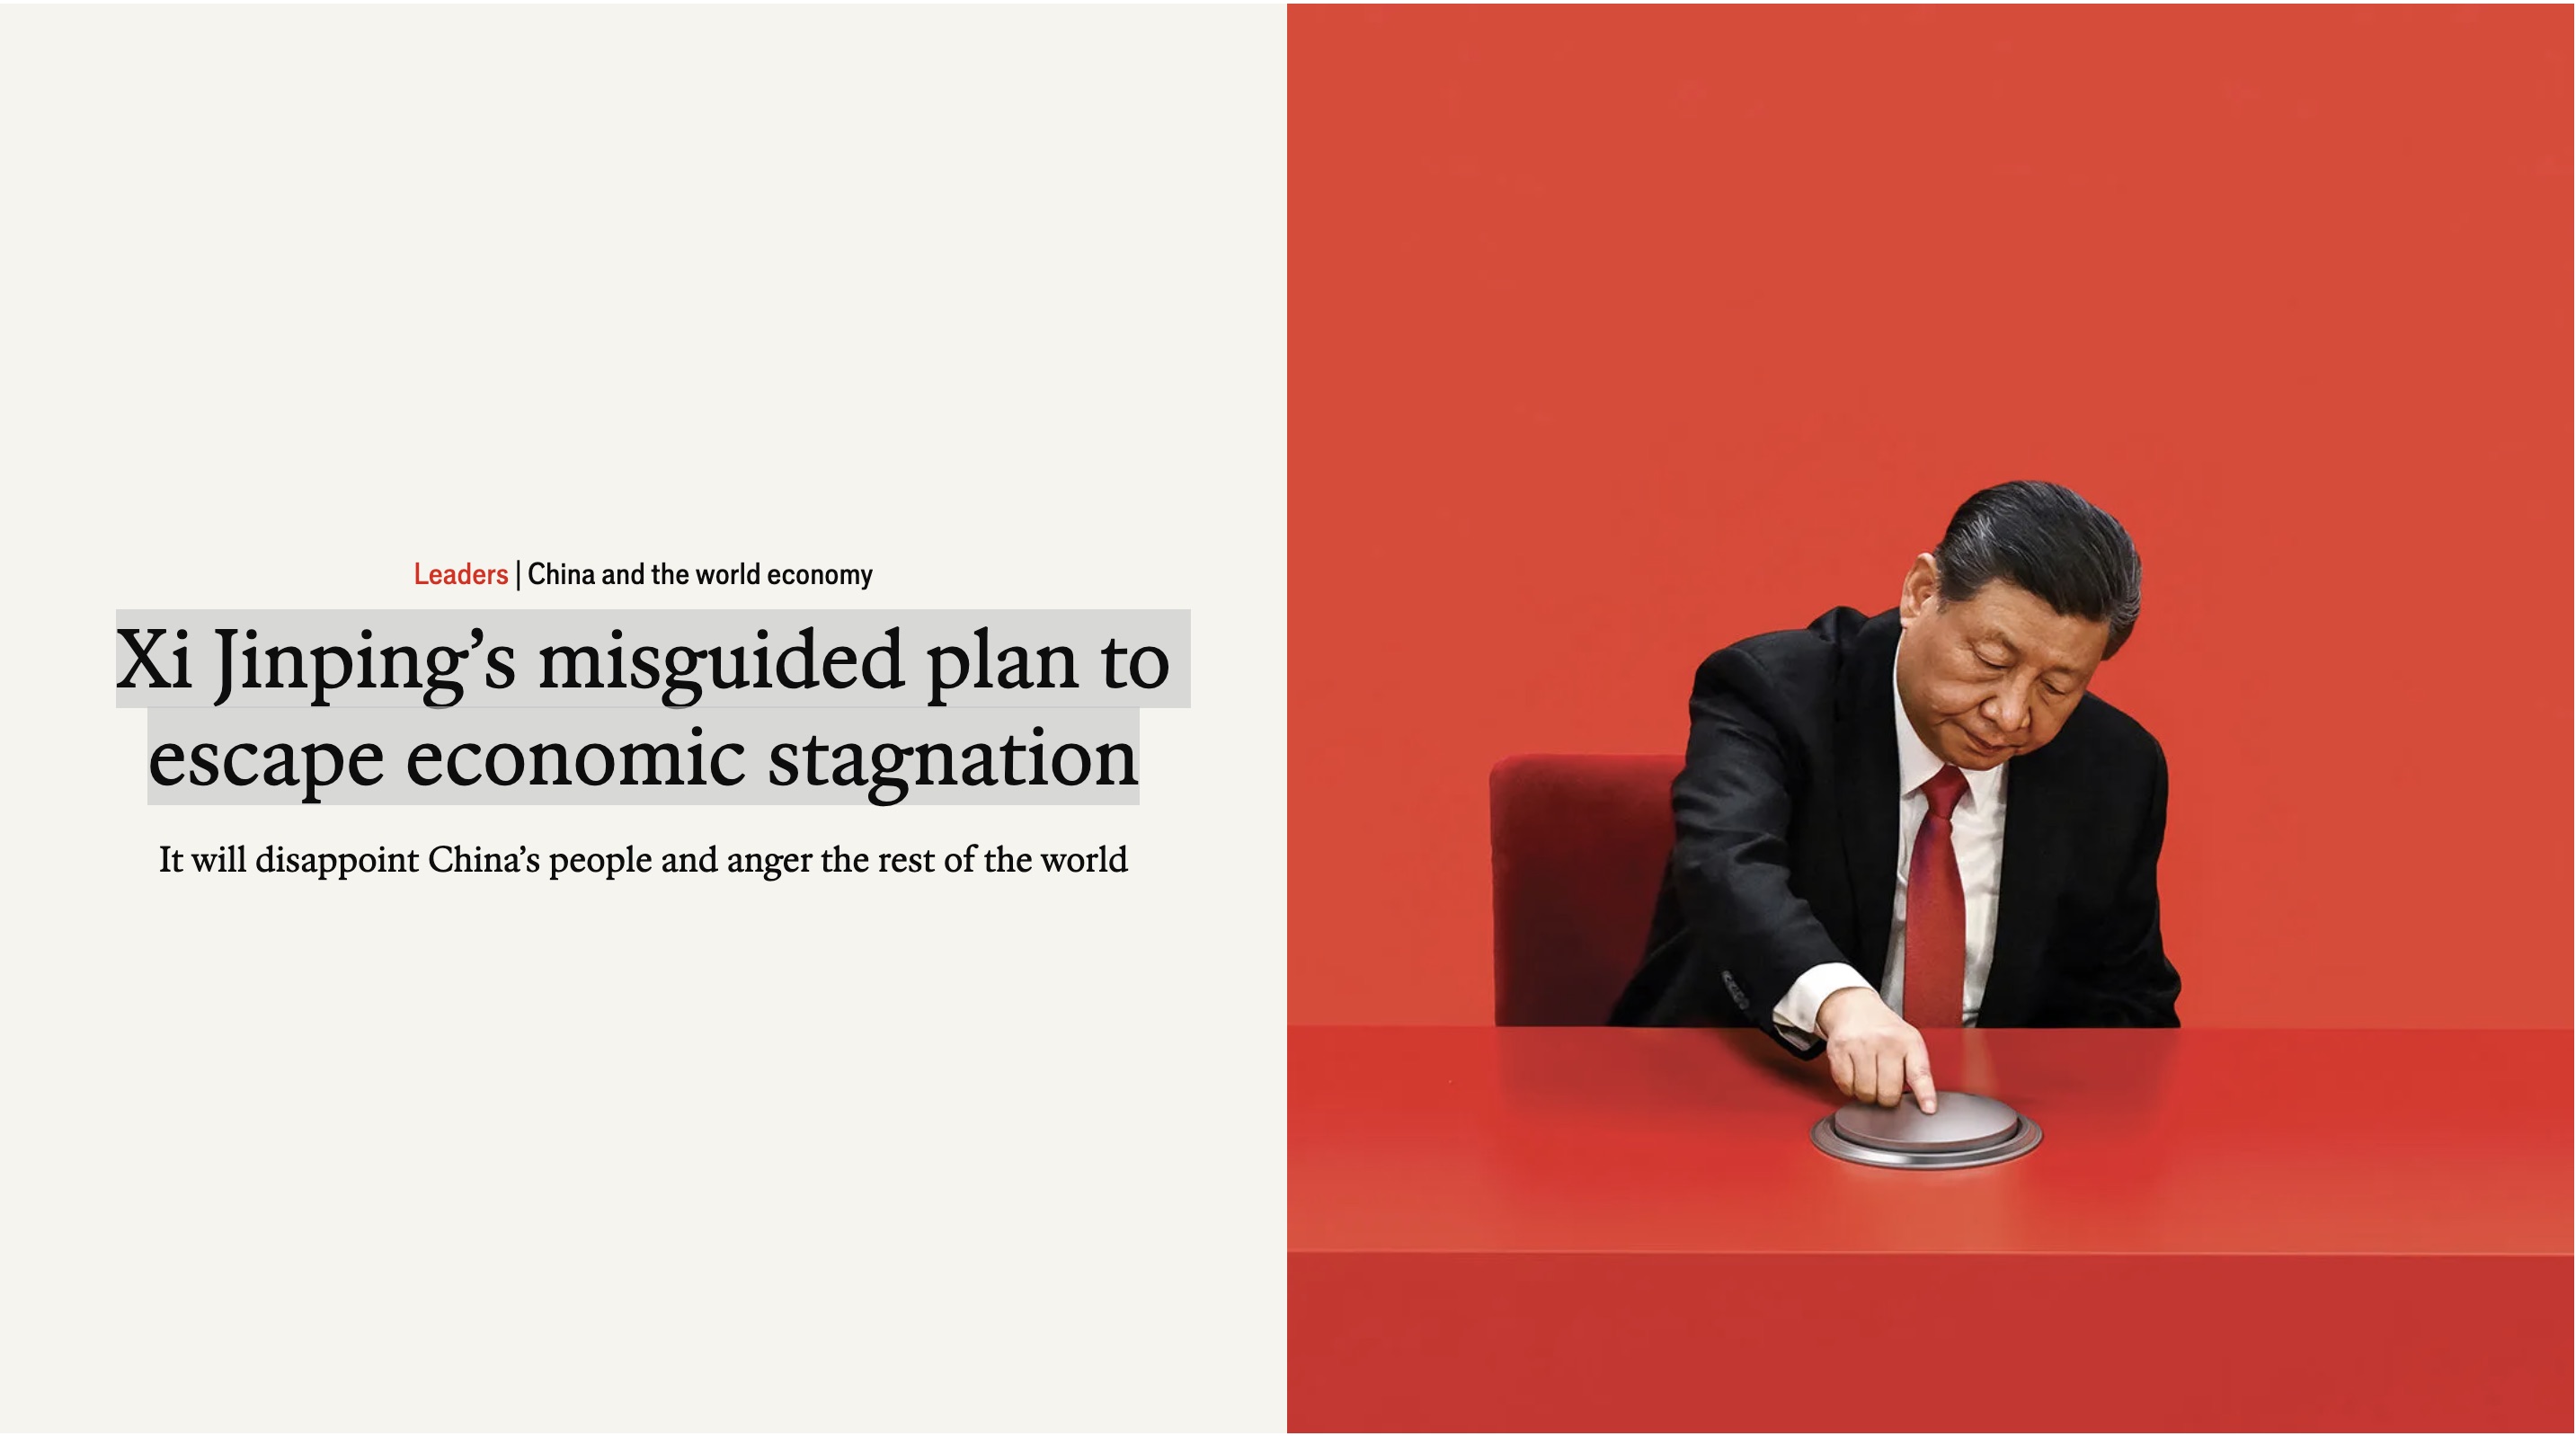 Leaders | China and the world economy
Xi Jinping’s misguided plan to
escape economic stagnation
It will disappoint China’s people and anger the rest of the world